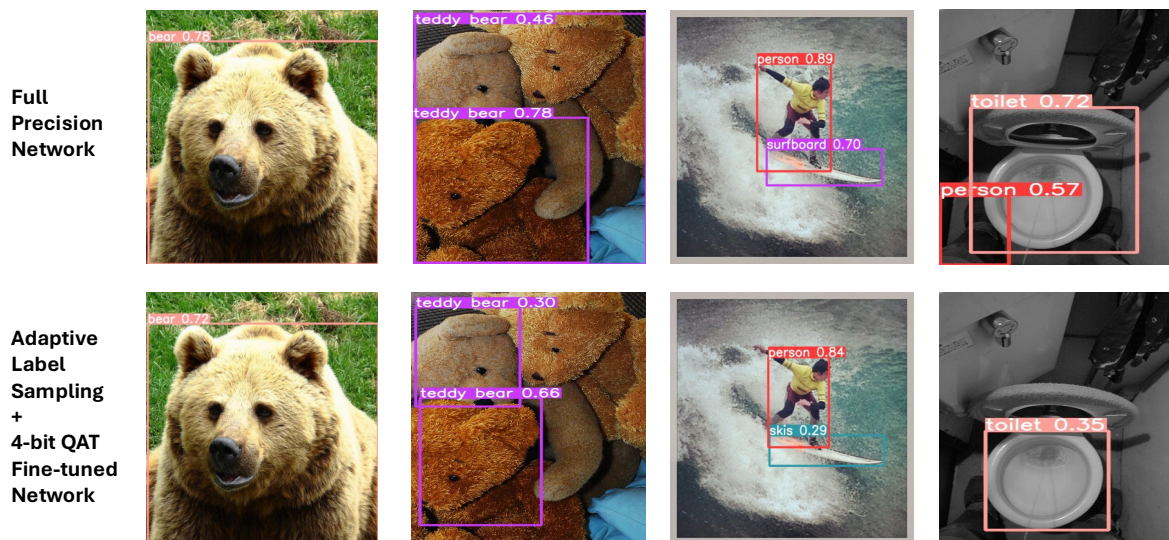 Full
Precision
Network
bear 0.78
teddy bear 0.46
teddy bear 0.78
person 0.89
surfboard 0.70
toilet 0.72
person 0.57
Adaptive
Label
Sampling
+
4-bit QAT
Fine-tuned
Network
bear 0.72
teddy bear 0.30
teddy bear 0.66
person 0.84
skis 0.29
toilet 0.35